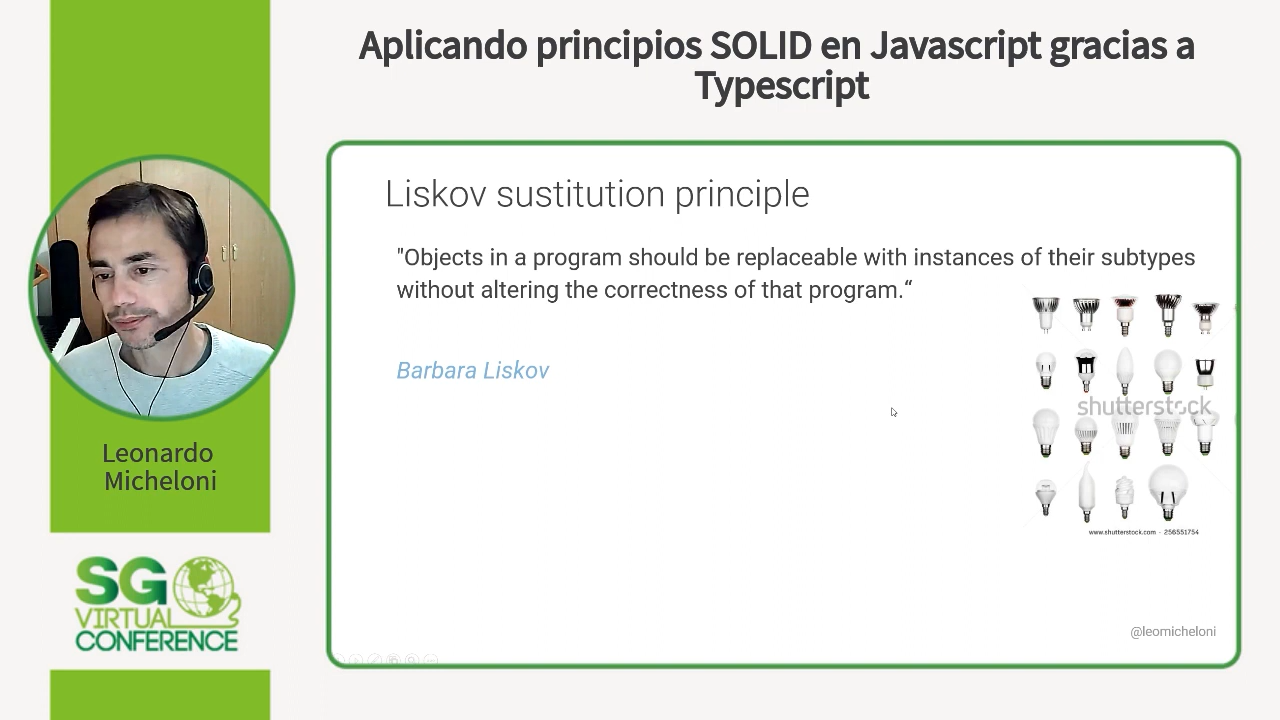 Aplicando principios SOLID en Javascript gracias a
Typescript
Liskov sustitution principle
"Objects in a program should be replaceable with instances of their subtypes
without altering the correctness of that program.“
Barbara Liskov
shutterstock
www.shutterstock.com · 256551754
@leomicheloni
Leonardo
Micheloni
SG
VIRTUAL
CONFERENCE